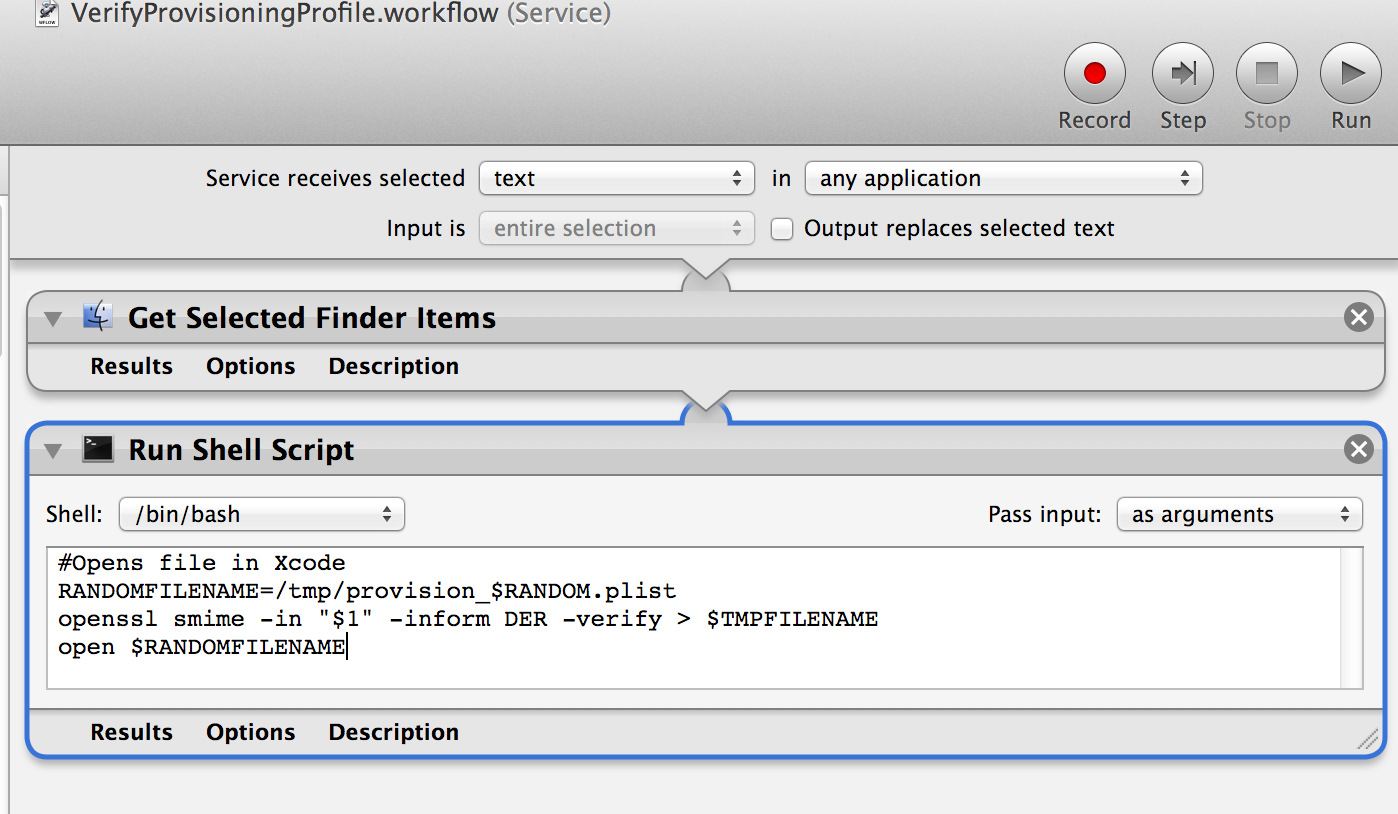 VerifyProvisioningProfile.workflow (Service)
Record Step Stop Run
Service receives selected text in any application
Input is entire selection Output replaces selected text
Get Selected Finder Items
Results Options Description
Run Shell Script
Shell: /bin/bash Pass input: as arguments
#Opens file in Xcode
RANDOMFILENAME=/tmp/provision_$RANDOM.plist
openssl smime -in "$1" -inform DER -verify > $TMPFILENAME
open $RANDOMFILENAME
Results Options Description